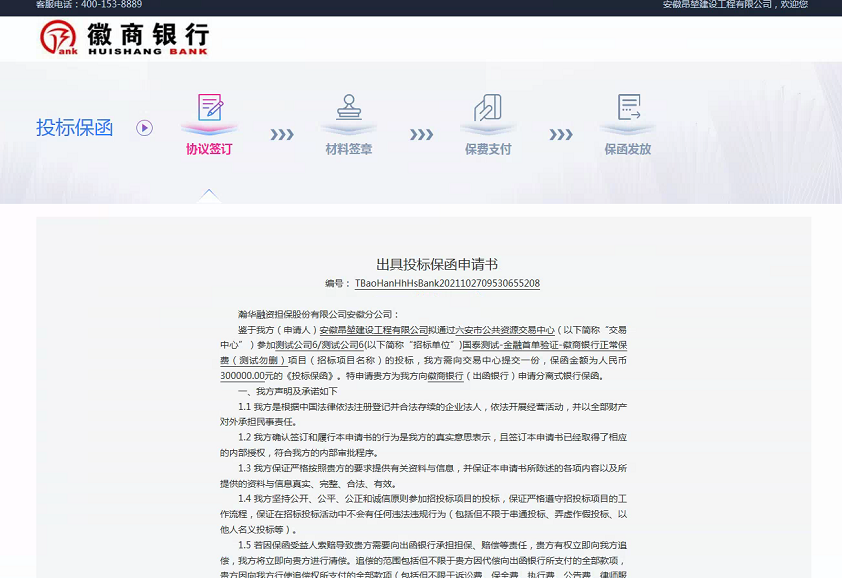 客服电话：400-153-8889
安徽昂堃建设工程有限公司，欢迎您
徽商银行
Bank
HUISHANG BANK
投标保函
协议签订
材料签章
保费支付
保函发放
出具投标保函申请书
编号： TBaoHanHhHsBank2021102709530655208
瀚华融资担保股份有限公司安徽分公司：
鉴于我方（申请人）安徽昂堃建设工程有限公司拟通过六安市公共资源交易中心（以下简称“交易
中心”）参加测试公司6/测试公司6(以下简称“招标单位”)国泰测试-金融首单验证-徽商银行正常保
费（测试勿删）项目（招标项目名称）的投标，我方需向交易中心提交一份，保函金额为人民币
300000.00元的《投标保函》。特申请贵方为我方向徽商银行（出函银行）申请分离式银行保函。
一、我方声明及承诺如下
1.1 我方是根据中国法律依法注册登记并合法存续的企业法人，依法开展经营活动，并以全部财产
对外承担民事责任。
1.2 我方确认签订和履行本申请书的行为是我方的真实意思表示，且签订本申请书已经取得了相应
的内部授权，符合我方的内部审批程序。
1.3 我方保证严格按照贵方的要求提供有关资料与信息，并保证本申请书所陈述的各项内容以及所
提供的资料与信息真实、完整、合法、有效。
1.4 我方坚持公开、公平、公正和诚信原则参加招投标项目的投标，保证严格遵守招投标项目的工
作流程，保证在招标投标活动中不会有任何违法违规行为（包括但不限于串通投标、弄虚作假投标、以
他人名义投标等）。
1.5 若因保函受益人索赔导致贵方需要向出函银行承担担保、赔偿等责任，贵方有权立即向我方追
偿，我方将立即向贵方进行清偿。追偿的范围包括但不限于贵方因代偿向出函银行所支付的全部款项，
贵方因向我方行使追偿权所支付的全部款项（包括但不限于诉讼费、保全费、执行费、公告费、律师服